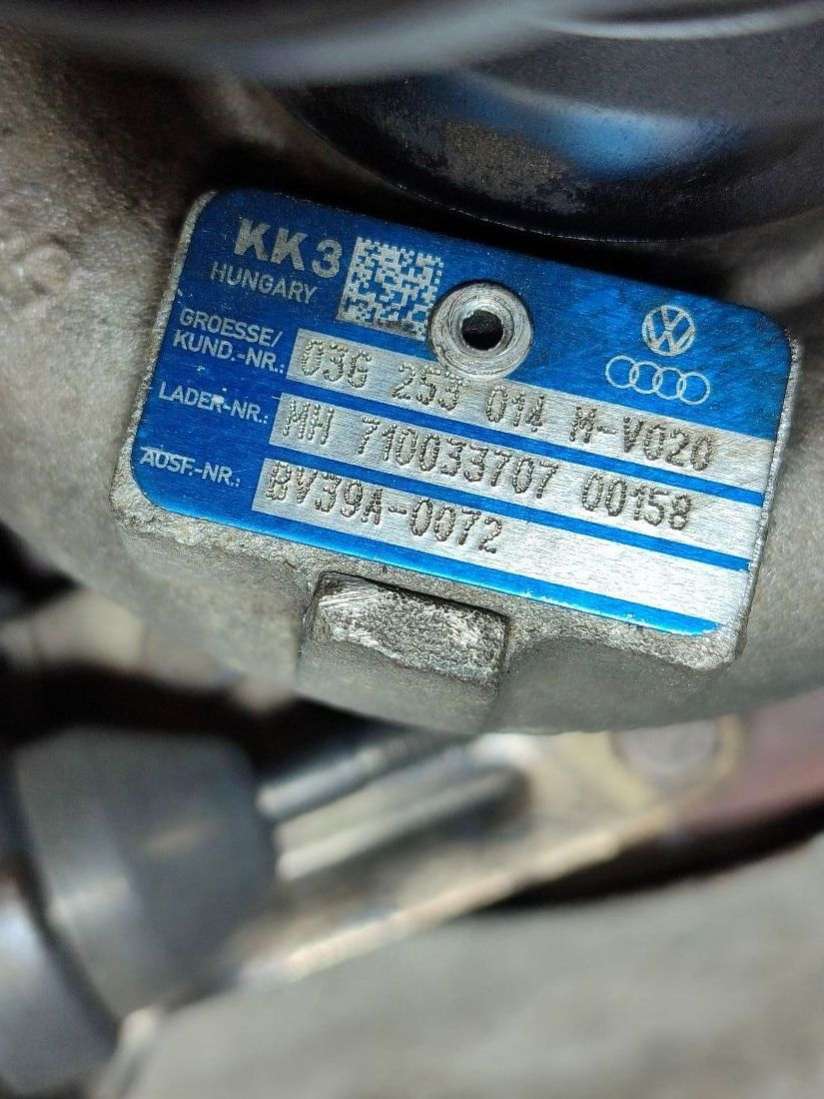 KK3
HUNGARY
GROESSE/
KUND.-NR.: 03G 253 014 M-V020
LADER-NR.: MH 710033707 00158
AUSF.-NR.: BV39A-0072